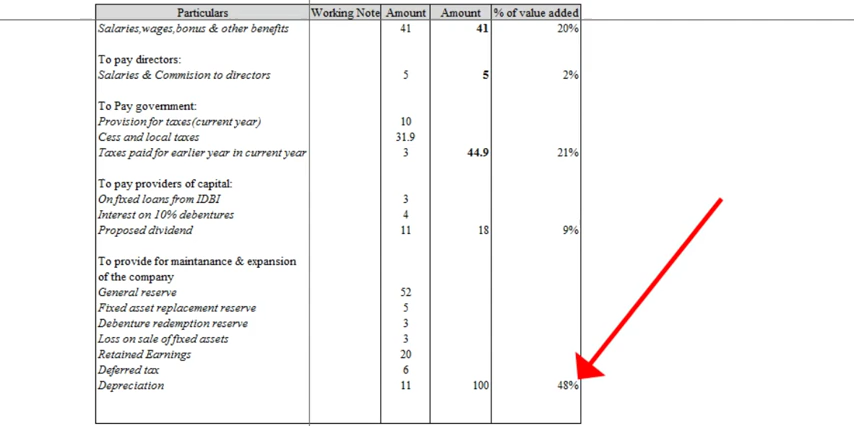 Particulars Working Note Amount Amount % of value added
Salaries,wages,bonus & other benefits 41 41 20%
To pay directors:
Salaries & Commision to directors 5 5 2%
To Pay government:
Provision for taxes(current year) 10
Cess and local taxes 31.9
Taxes paid for earlier year in current year 3 44.9 21%
To pay providers of capital:
On fixed loans from IDBI 3
Interest on 10% debentures 4
Proposed dividend 11 18 9%
To provide for maintanance & expansion
of the company
General reserve 52
Fixed asset replacement reserve 5
Debenture redemption reserve 3
Loss on sale of fixed assets 3
Retained Earnings 20
Deferred tax 6
Depreciation 11 100 48%